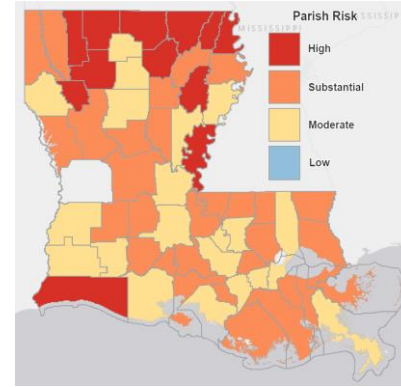 Parish Risk
MISSISSIPPI
High
Substantial
Moderate
Low